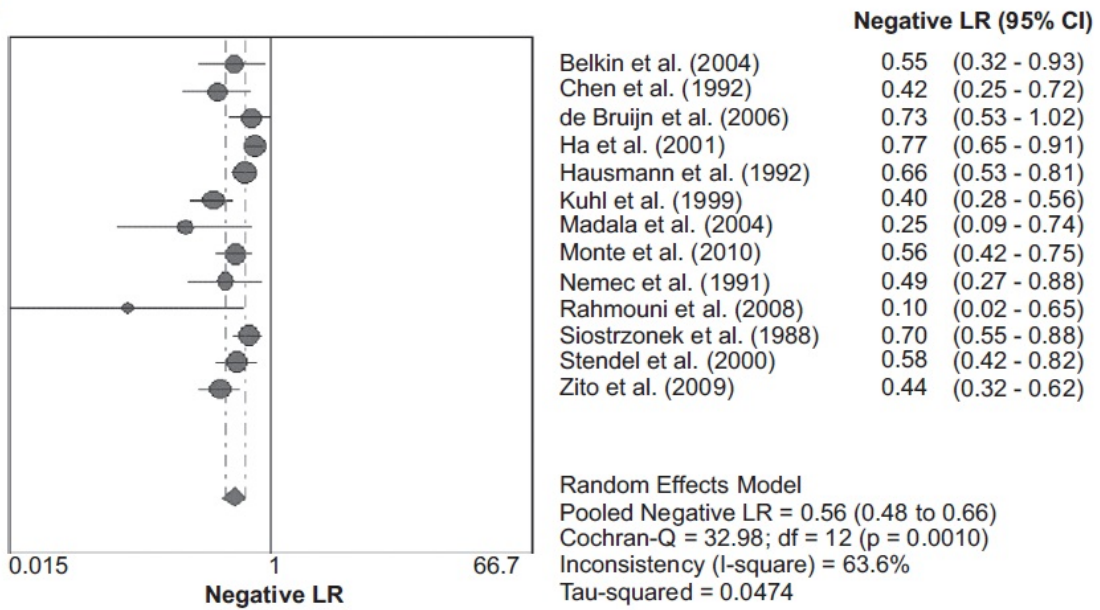 Negative LR (95% CI)
Belkin et al. (2004) 0.55 (0.32 - 0.93)
Chen et al. (1992) 0.42 (0.25 - 0.72)
de Bruijn et al. (2006) 0.73 (0.53 - 1.02)
Ha et al. (2001) 0.77 (0.65 - 0.91)
Hausmann et al. (1992) 0.66 (0.53 - 0.81)
Kuhl et al. (1999) 0.40 (0.28 - 0.56)
Madala et al. (2004) 0.25 (0.09 - 0.74)
Monte et al. (2010) 0.56 (0.42 - 0.75)
Nemec et al. (1991) 0.49 (0.27 - 0.88)
Rahmouni et al. (2008) 0.10 (0.02 - 0.65)
Siostrzonek et al. (1988) 0.70 (0.55 - 0.88)
Stendel et al. (2000) 0.58 (0.42 - 0.82)
Zito et al. (2009) 0.44 (0.32 - 0.62)
Random Effects Model
Pooled Negative LR = 0.56 (0.48 to 0.66)
Cochran-Q = 32.98; df = 12 (p = 0.0010)
Inconsistency (I-square) = 63.6%
Tau-squared = 0.0474
0.015 1 66.7
Negative LR